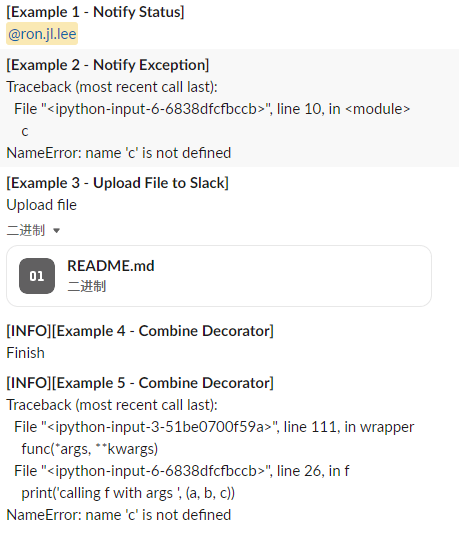 [Example 1 - Notify Status]
@ron.jl.lee
[Example 2 - Notify Exception]
Traceback (most recent call last):
File "<ipython-input-6-6838dfcfbccb>", line 10, in <module>
c
NameError: name 'c' is not defined
[Example 3 - Upload File to Slack]
Upload file
二进制
01
README.md
二进制
[INFO][Example 4 - Combine Decorator]
Finish
[INFO][Example 5 - Combine Decorator]
Traceback (most recent call last):
File "<ipython-input-3-51be0700f59a>", line 111, in wrapper
func(*args, **kwargs)
File "<ipython-input-6-6838dfcfbccb>", line 26, in f
print('calling f with args ', (a, b, c))
NameError: name 'c' is not defined